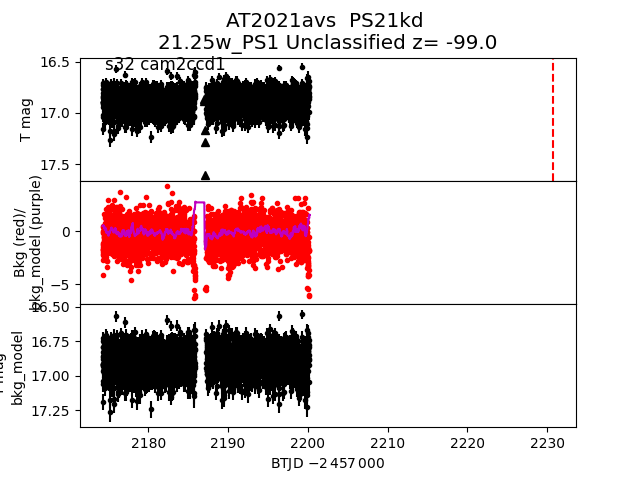 AT2021avs PS21kd
21.25w_PS1 Unclassified z= -99.0
s32 cam2ccd1
16.5
17.0
17.5
T mag
0
−5
Bkg (red)/
bkg_model (purple)
16.50
16.75
17.00
17.25
bkg_model
2180 2190 2200 2210 2220 2230
BTJD −2 457 000